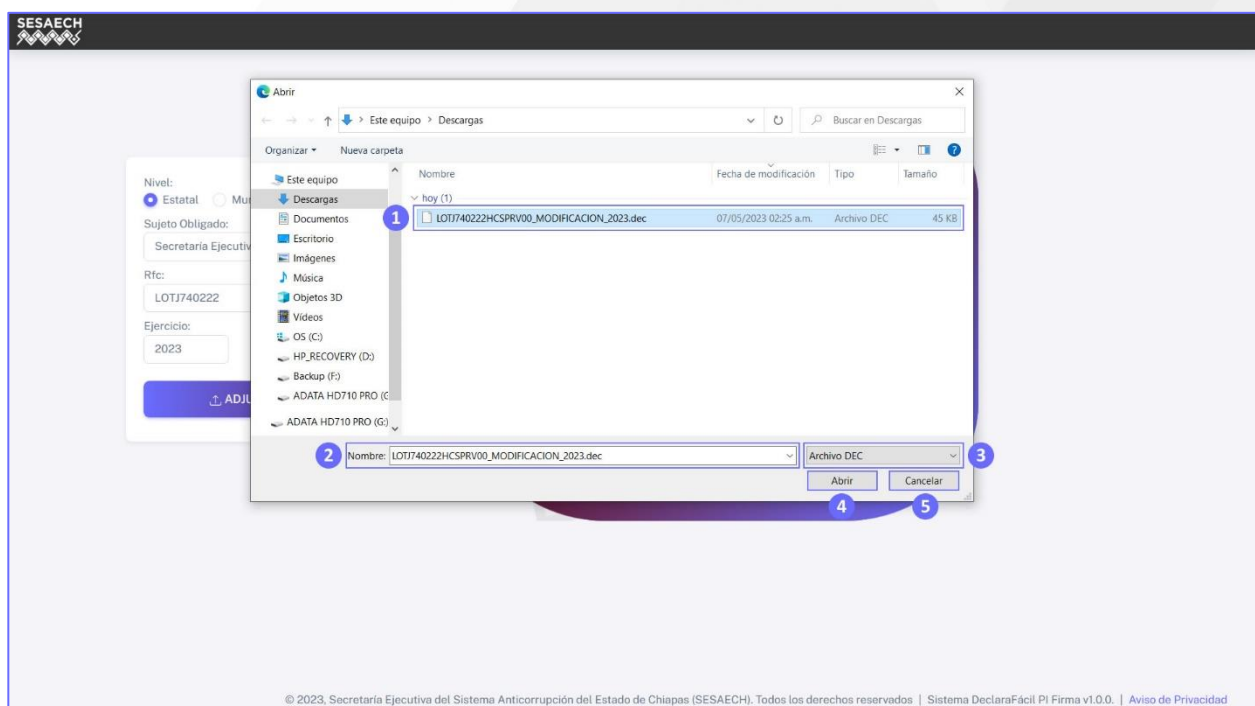 SESAECH
Abrir
Este equipo > Descargas
Buscar en Descargas
Organizar
Nueva carpeta
Nivel:
Estatal
Sujeto Obligado:
Secretaría
Rfc:
LOTJ740222
Ejercicio:
2023
Este equipo
Descargas
Documentos
Escritorio
Imágenes
Música
Objetos 3D
Vídeos
OS (C:)
HP_RECOVERY (D:)
Backup (F:)
ADATA HD710 PRO (G
ADATA HD710 PRO (G:)
Nombre Fecha de modificación Tipo Tamaño
hoy (1)
1 LOTJ740222HCSPRV00_MODIFICACION_2023.dec 07/05/2023 02:25 a.m. Archivo DEC 45 KB
2 Nombre: LOTJ740222HCSPRV00_MODIFICACION_2023.dec Archivo DEC 3
Abrir Cancelar
4 5
© 2023, Secretaría Ejecutiva del Sistema Anticorrupción del Estado de Chiapas (SESAECH). Todos los derechos reservados | Sistema DeclaraFácil PI Firma v1.0.0. | Aviso de Privacidad